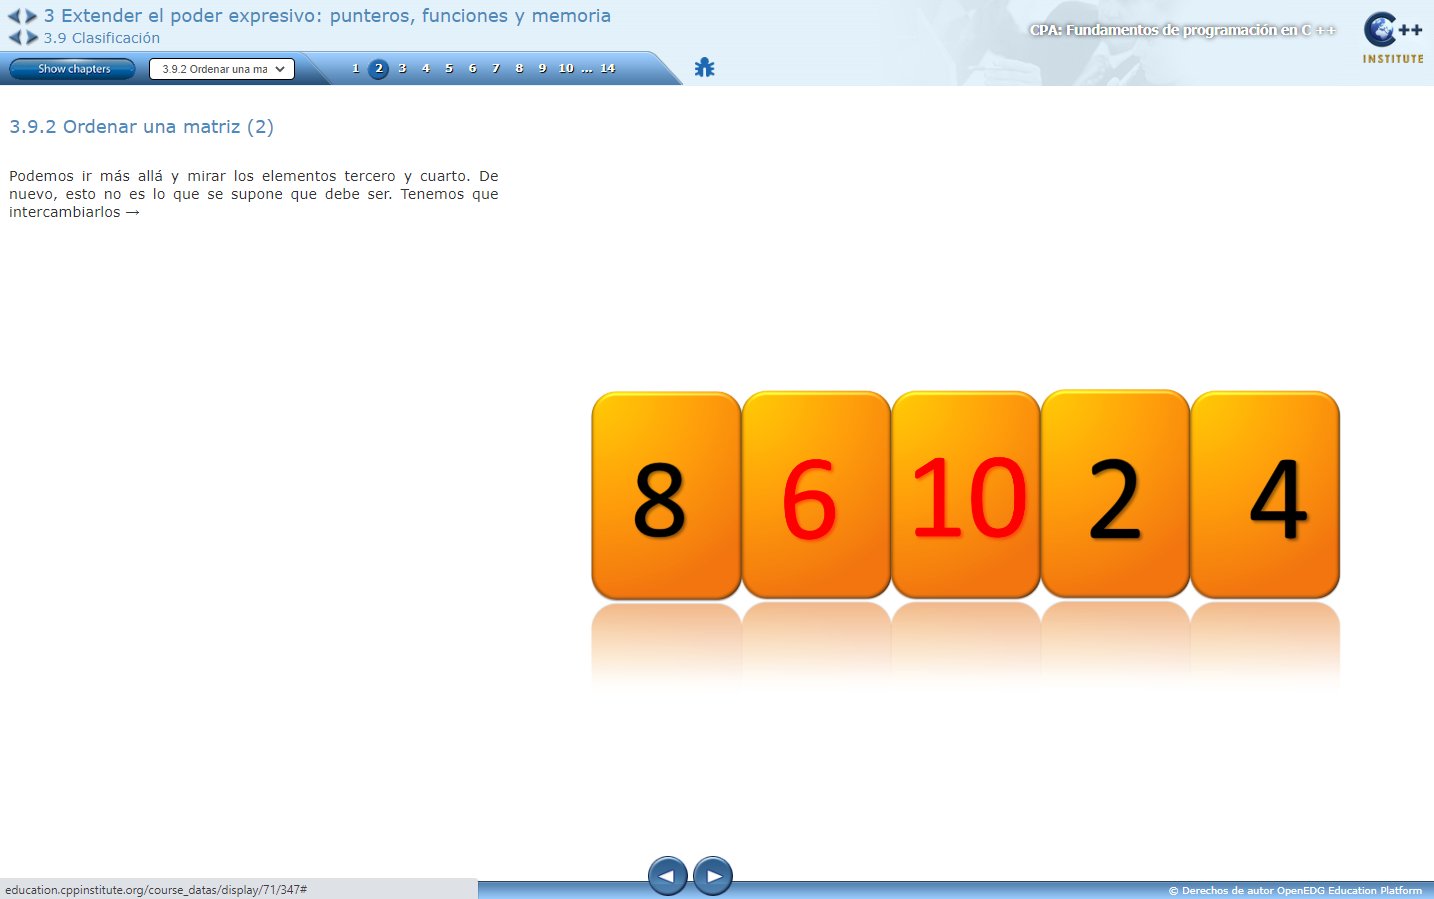 3 Extender el poder expresivo: punteros, funciones y memoria
3.9 Clasificación
CPA: Fundamentos de programación en C ++
C++
INSTITUTE
Show chapters
3.9.2 Ordenar una ma
1 2 3 4 5 6 7 8 9 10 ... 14
3.9.2 Ordenar una matriz (2)
Podemos ir más allá y mirar los elementos tercero y cuarto. De
nuevo, esto no es lo que se supone que debe ser. Tenemos que
intercambiarlos →
8 6 10 2 4
education.cppinstitute.org/course_datas/display/71/347#
© Derechos de autor OpenEDG Education Platform